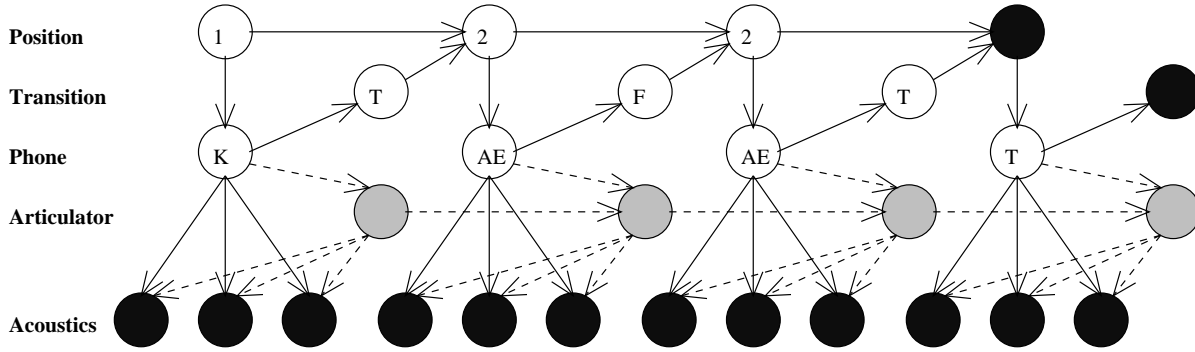 Position 1 2 2
Transition T F T
Phone K AE AE T
Articulator
Acoustics